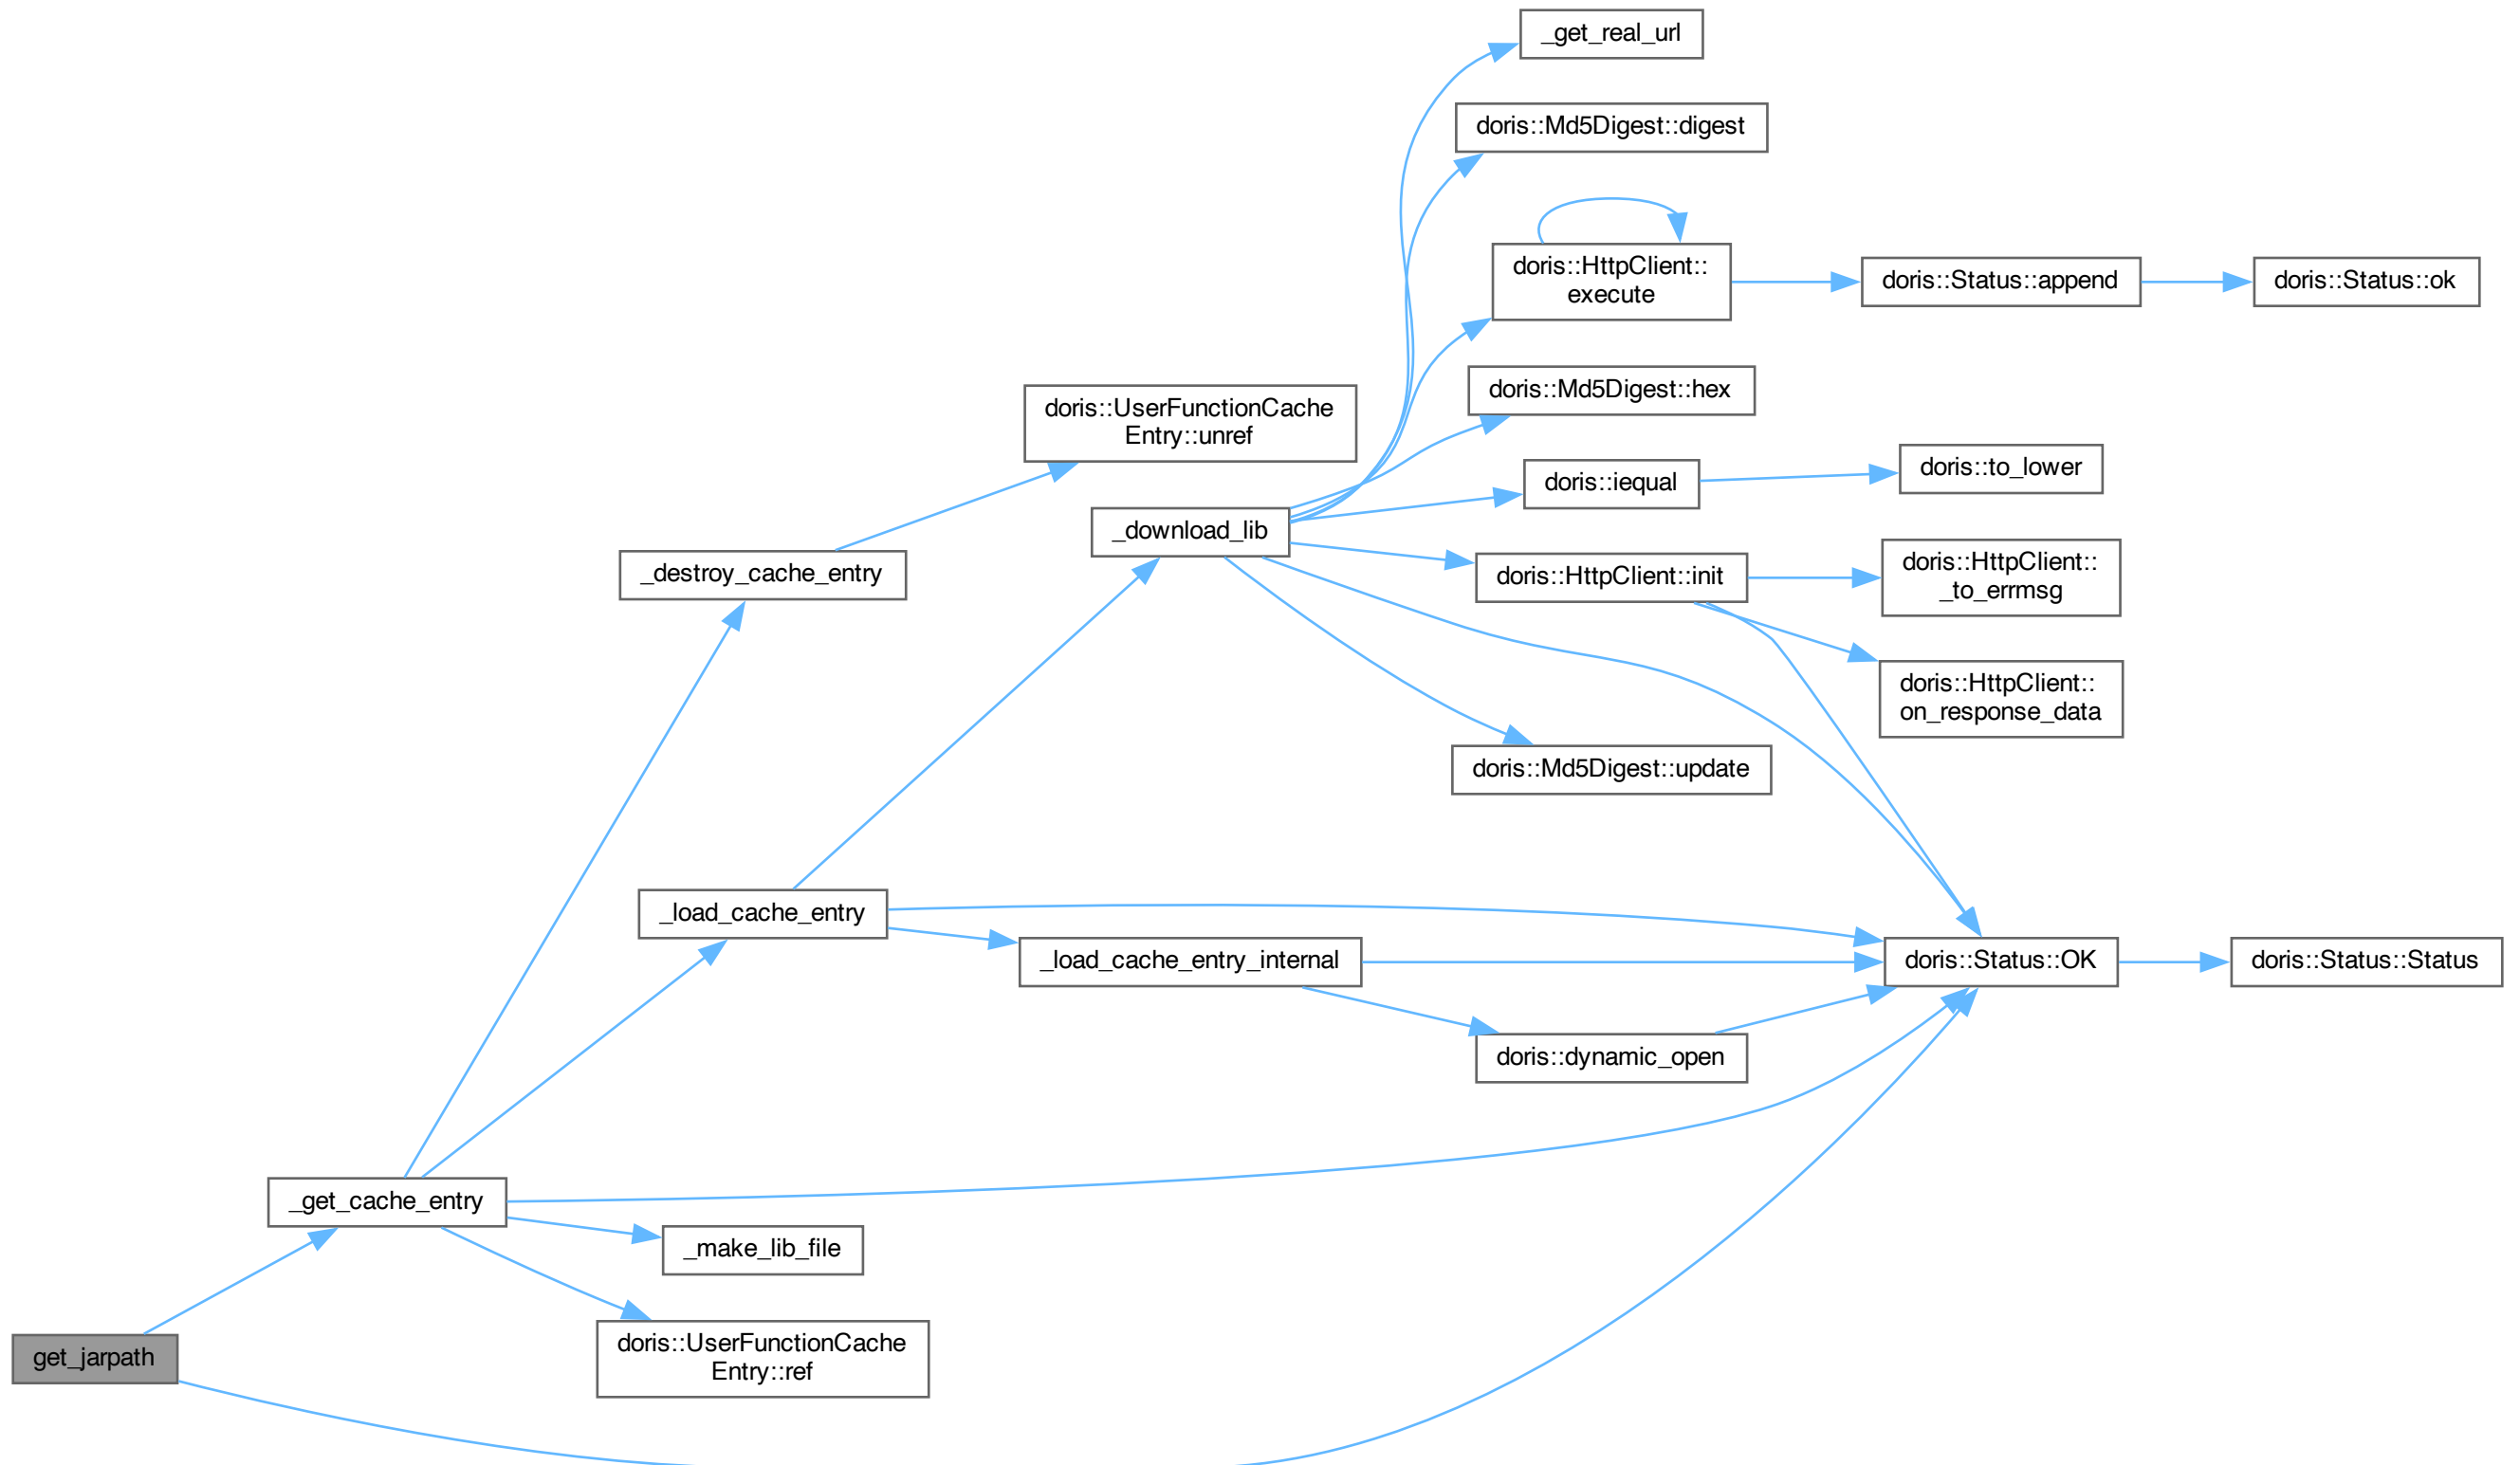 _get_real_url
doris::Md5Digest::digest
doris::HttpClient::
execute
doris::Status::append
doris::Status::ok
doris::Md5Digest::hex
doris::UserFunctionCache
Entry::unref
doris::iequal
doris::to_lower
_download_lib
doris::HttpClient::init
doris::HttpClient::
_to_errmsg
_destroy_cache_entry
doris::HttpClient::
on_response_data
doris::Md5Digest::update
_load_cache_entry
_load_cache_entry_internal
doris::Status::OK
doris::Status::Status
doris::dynamic_open
_get_cache_entry
_make_lib_file
doris::UserFunctionCache
Entry::ref
get_jarpath